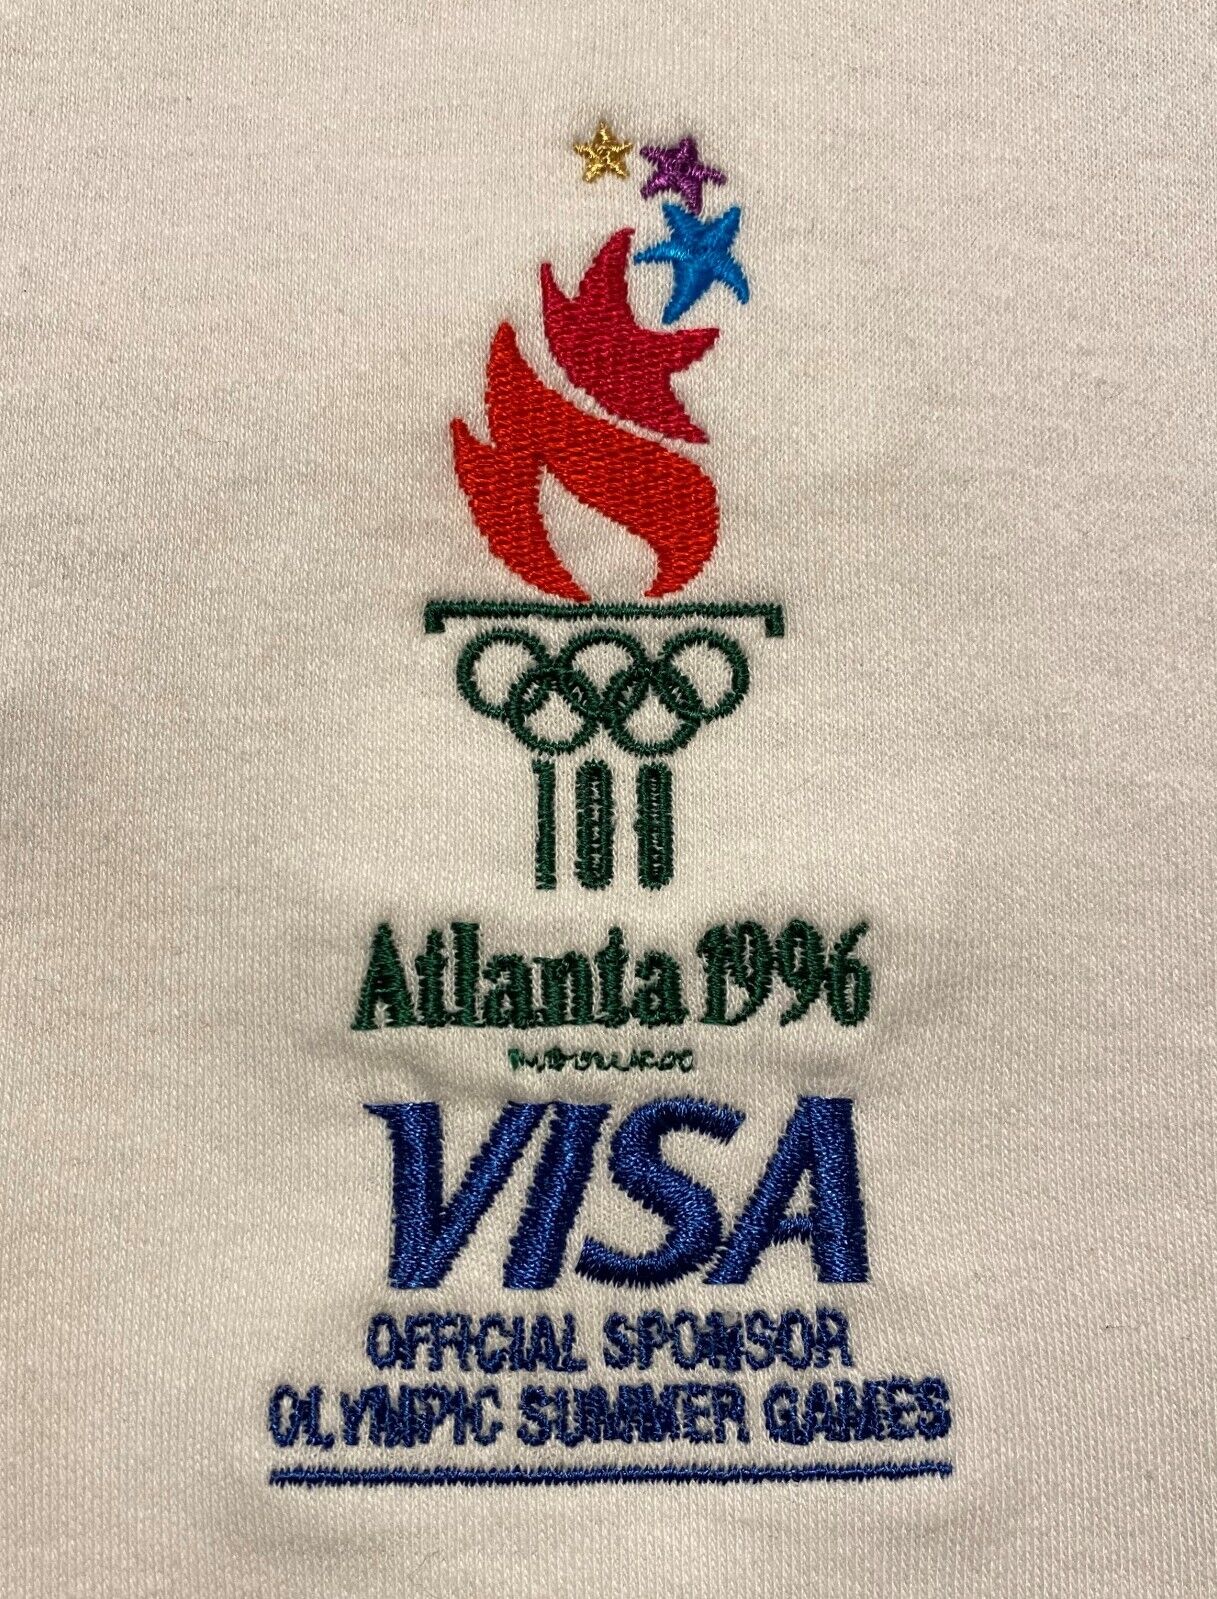 100
Atlanta 1996
VISA
OFFICIAL SPONSOR
OLYMPIC SUMMER GAMES